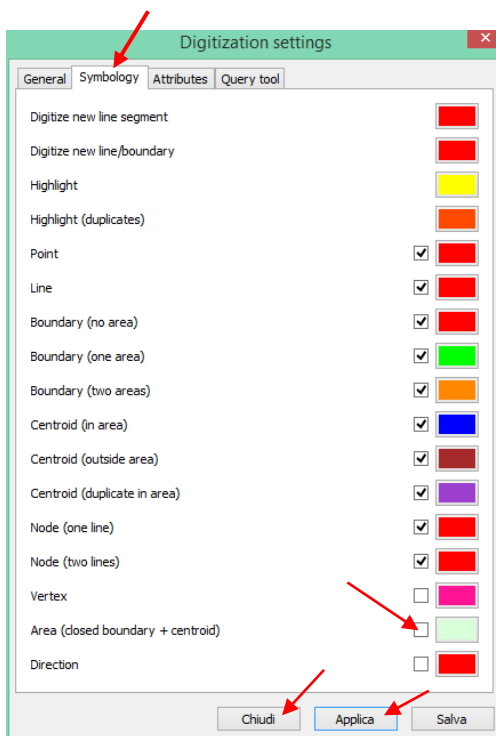 Digitization settings
General Symbology Attributes Query tool
Digitize new line segment
Digitize new line/boundary
Highlight
Highlight (duplicates)
Point
Line
Boundary (no area)
Boundary (one area)
Boundary (two areas)
Centroid (in area)
Centroid (outside area)
Centroid (duplicate in area)
Node (one line)
Node (two lines)
Vertex
Area (closed boundary + centroid)
Direction
Chiudi Applica Salva